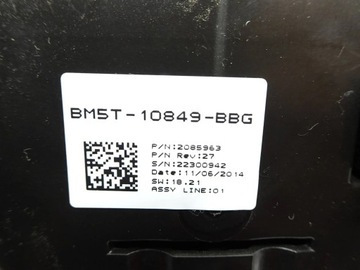 BM5T-10849-BBG
P/N:2085963
P/N Rev:27
S/N:22300942
Date:11/06/2014
SW:18.21
ASSY LINE:01